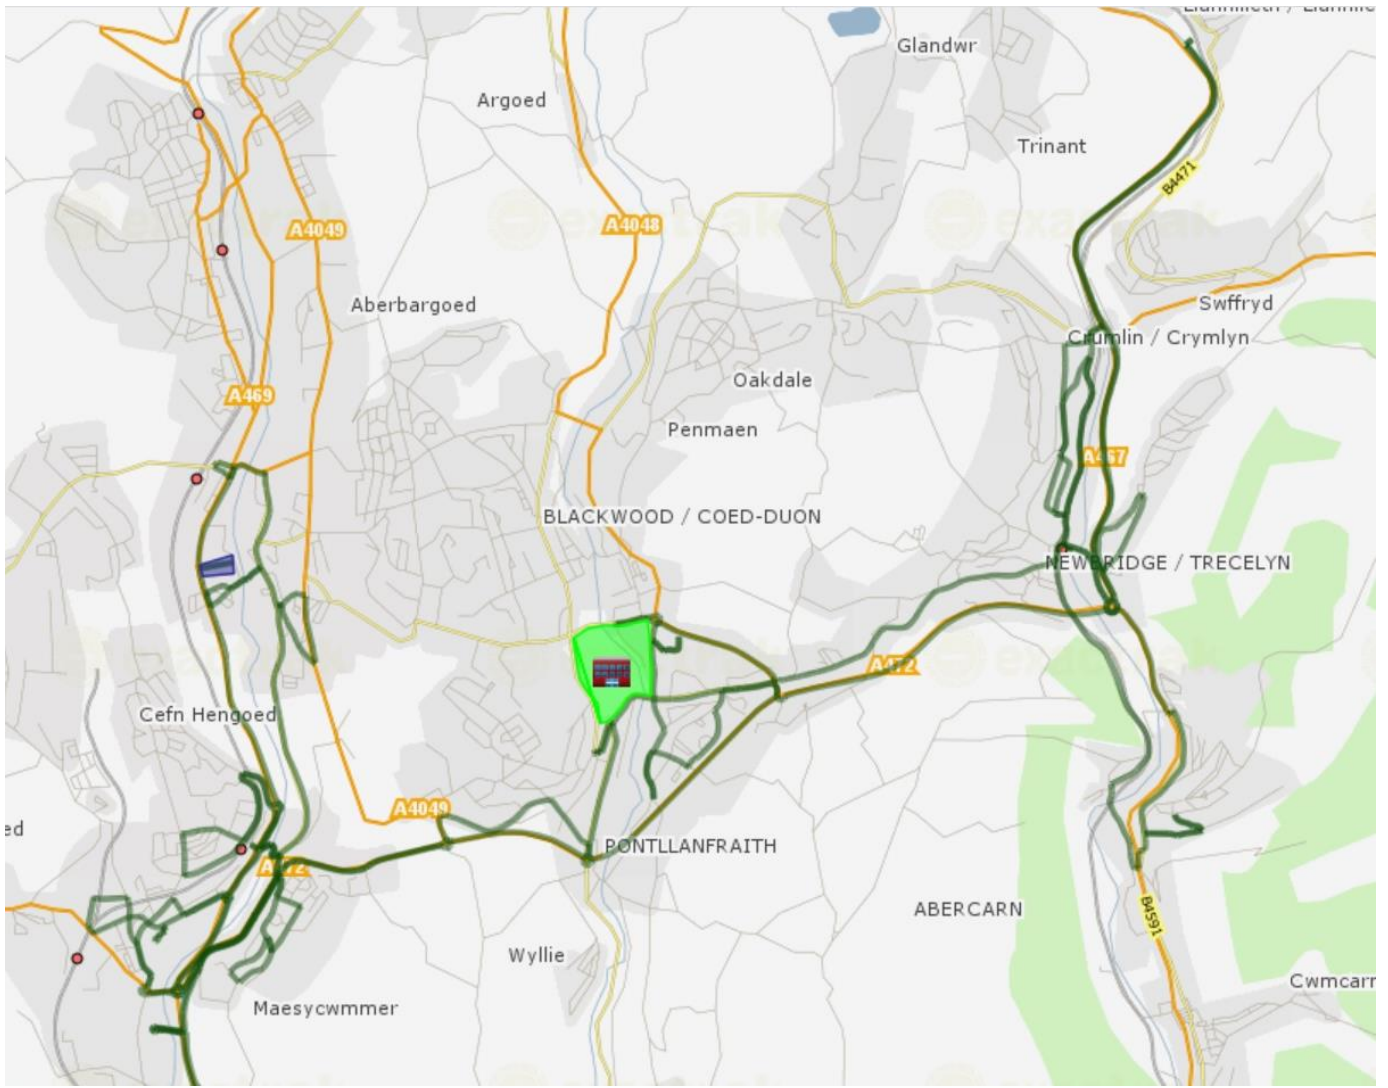 Glandwr
Argoed
Trinant
B4471
A4049
A4048
Aberbargoed
Swffryd
Crumlin / Crymlyn
Oakdale
A469
Penmaen
A467
BLACKWOOD / COED-DUON
NEWBRIDGE / TRECELYN
A472
Cefn Hengoed
A4049
ed
PONTLLANFRAITH
A472
ABERCARN
B4591
Wyllie
Cwmcarn
Maesycwmmer